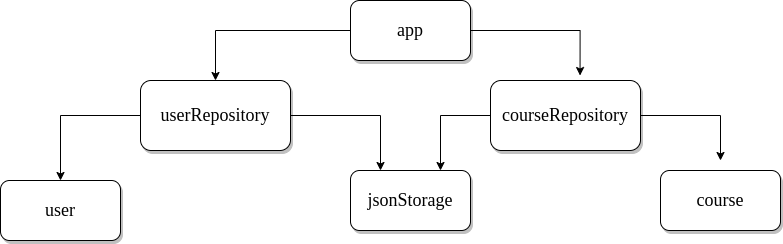 app
userRepository
courseRepository
user
jsonStorage
course